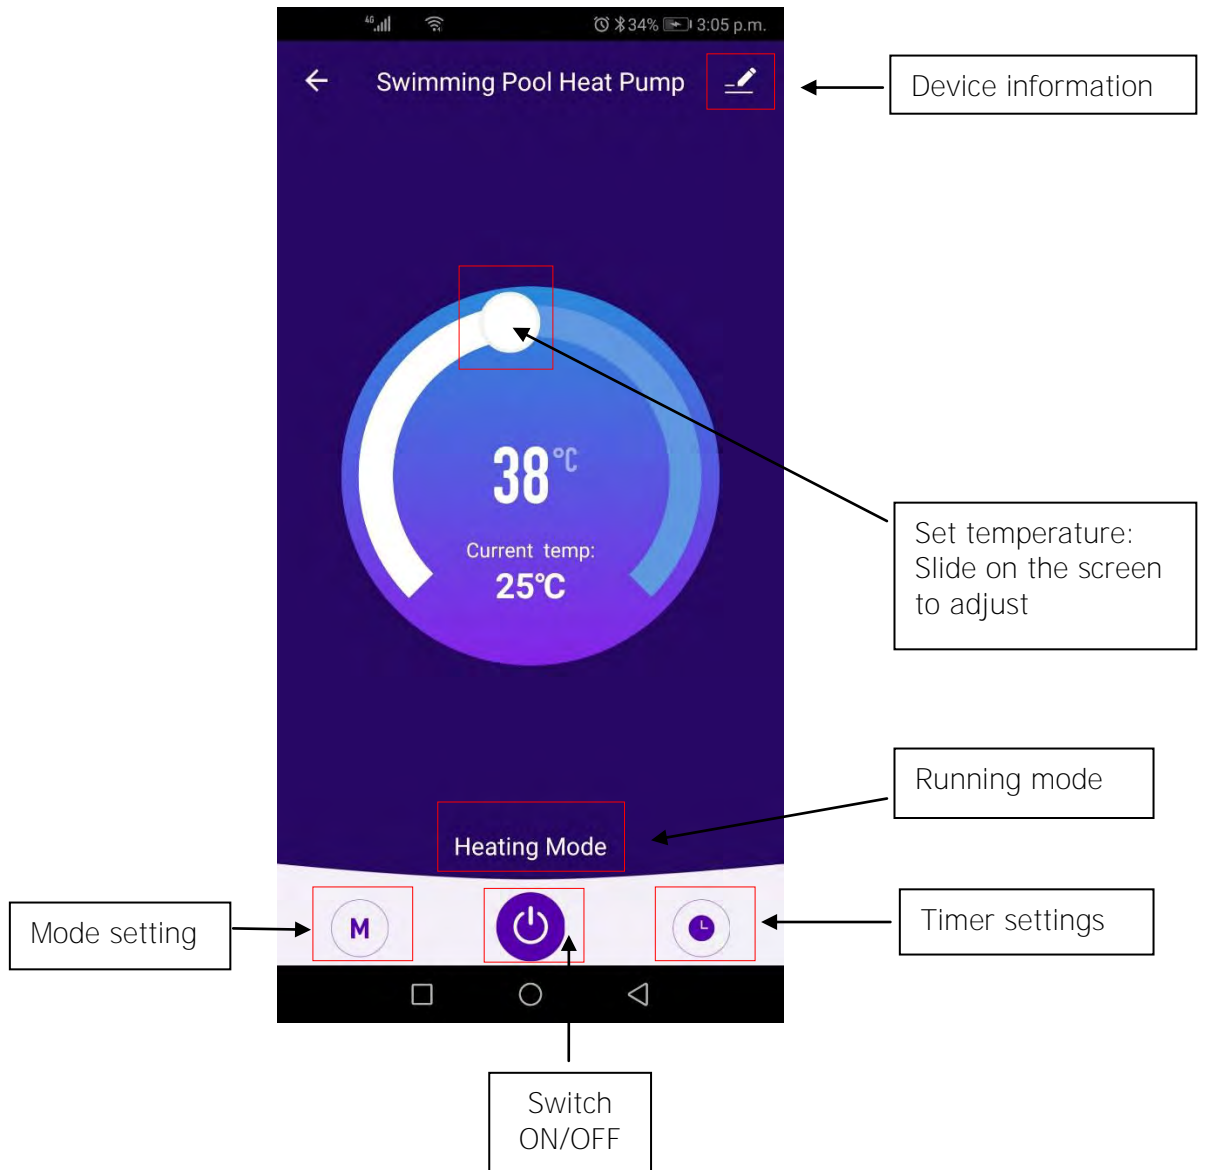 4G 34% 3:05 p.m.
Swimming Pool Heat Pump
Device information
38°C
Current temp:
25°C
Set temperature:
Slide on the screen
to adjust
Running mode
Heating Mode
Mode setting
M
Timer settings
Switch
ON/OFF